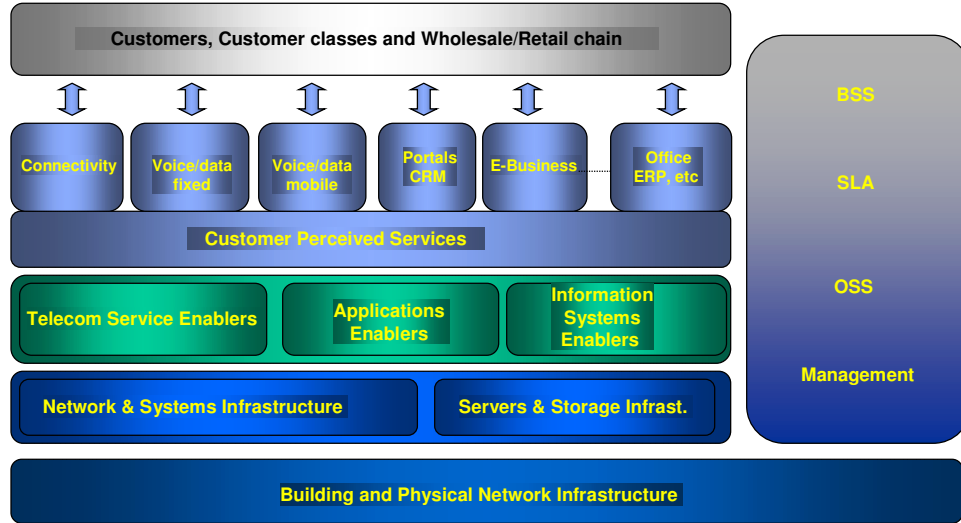 Customers, Customer classes and Wholesale/Retail chain
Connectivity
Voice/data
fixed
Voice/data
mobile
Portals
CRM
E-Business
Office
ERP, etc
Customer Perceived Services
Telecom Service Enablers
Applications
Enablers
Information
Systems
Enablers
Network & Systems Infrastructure
Servers & Storage Infrast.
BSS
SLA
OSS
Management
Building and Physical Network Infrastructure